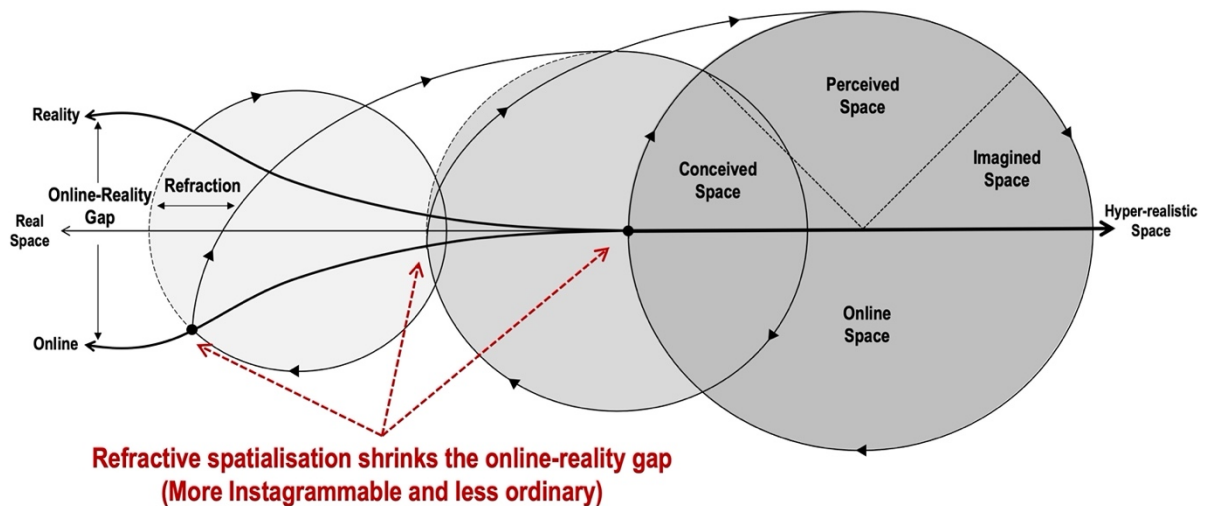 Perceived
Space
Reality
Conceived
Space
Imagined
Space
Refraction
Online-Reality
Gap
Real
Space
Hyper-realistic
Space
Online
Space
Online
Refractive spatialisation shrinks the online-reality gap
(More Instagrammable and less ordinary)